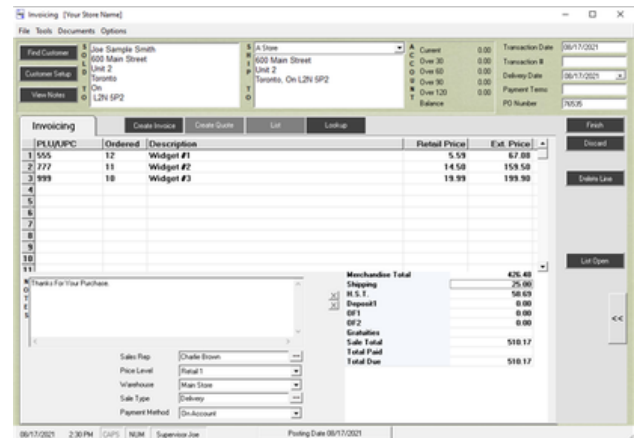 Invoicing [Your Store Name]
File Tools Documents Options
Find Customer
Customer Setup
View Notes
SOLD TO
Joe Sample Smith
600 Main Street
Unit 2
Toronto
On
L2N 5P2
SHIP TO
A Store
600 Main Street
Unit 2
Toronto, On L2N 5P2
ACCOUNT
Current 0.00
Over 30 0.00
Over 60 0.00
Over 90 0.00
Over 120 0.00
Balance
Transaction Date 08/17/2021
Transaction #
Delivery Date 08/17/2021
Payment Terms
PO Number 76535
Invoicing Create Invoice Create Quote List Lookup
Finish
Discard
Delete Line
List Open
<<
PLU/UPC Ordered Description Retail Price Ext. Price
1 555 12 Widget #1 5.59 67.08
2 777 11 Widget #2 14.50 159.50
3 999 10 Widget #3 19.99 199.90
4
5
6
7
8
9
10
11
NOTES
Thanks For Your Purchase.
Merchandise Total 426.48
Shipping 25.00
H.S.T. 58.69
Deposit1 0.00
OF1 0.00
OF2 0.00
Gratuities
Sale Total 510.17
Total Paid
Total Due 510.17
Sales Rep Charlie Brown
Price Level Retail 1
Warehouse Main Store
Sale Type Delivery
Payment Method On Account
08/17/2021 2:30 PM CAPS NUM Supervisor Joe Posting Date 08/17/2021